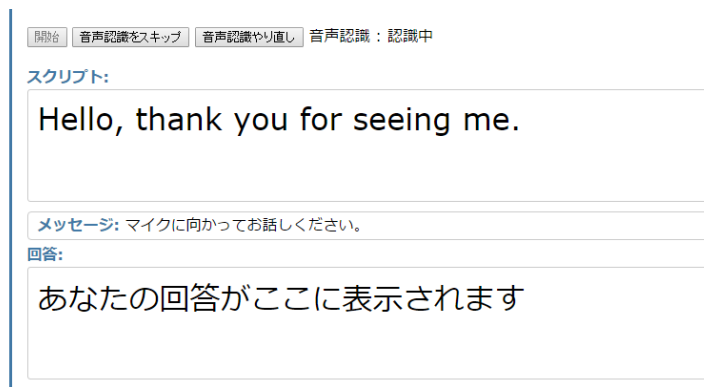 開始 音声認識をスキップ 音声認識やり直し 音声認識：認識中
スクリプト:
Hello, thank you for seeing me.
メッセージ: マイクに向かってお話しください。
回答:
あなたの回答がここに表示されます